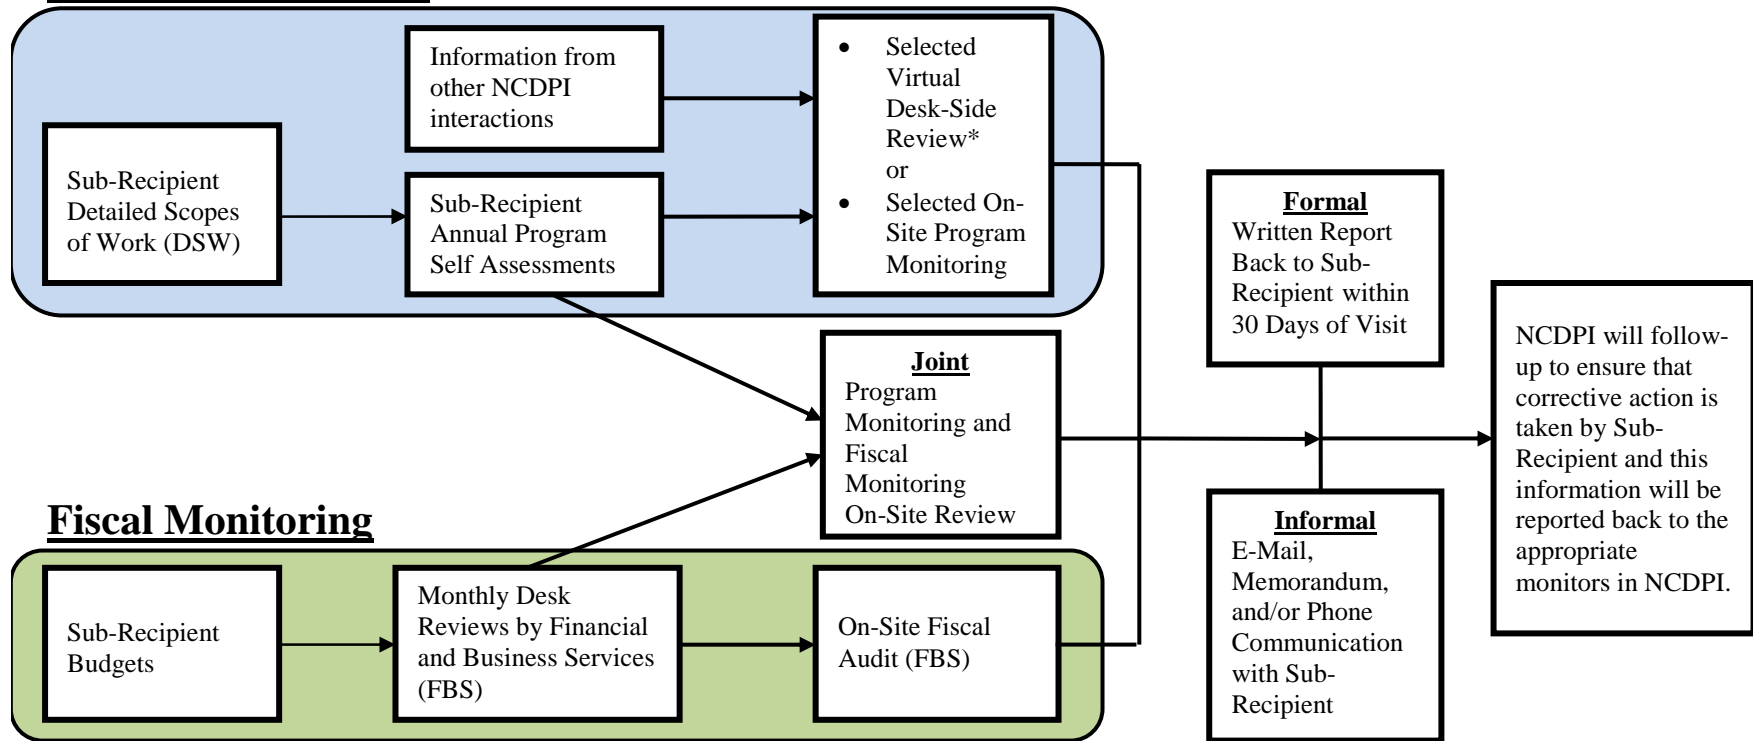 Information from
other NCDPI
interactions
• Selected
Virtual
Desk-Side
Review*
or
• Selected On-
Site Program
Monitoring
Sub-Recipient
Detailed Scopes
of Work (DSW)
Sub-Recipient
Annual Program
Self Assessments
Formal
Written Report
Back to Sub-
Recipient within
30 Days of Visit
Joint
Program
Monitoring and
Fiscal
Monitoring
On-Site Review
NCDPI will follow-
up to ensure that
corrective action is
taken by Sub-
Recipient and this
information will be
reported back to the
appropriate
monitors in NCDPI.
Fiscal Monitoring
Informal
E-Mail,
Memorandum,
and/or Phone
Communication
with Sub-
Recipient
Sub-Recipient
Budgets
Monthly Desk
Reviews by Financial
and Business Services
(FBS)
On-Site Fiscal
Audit (FBS)